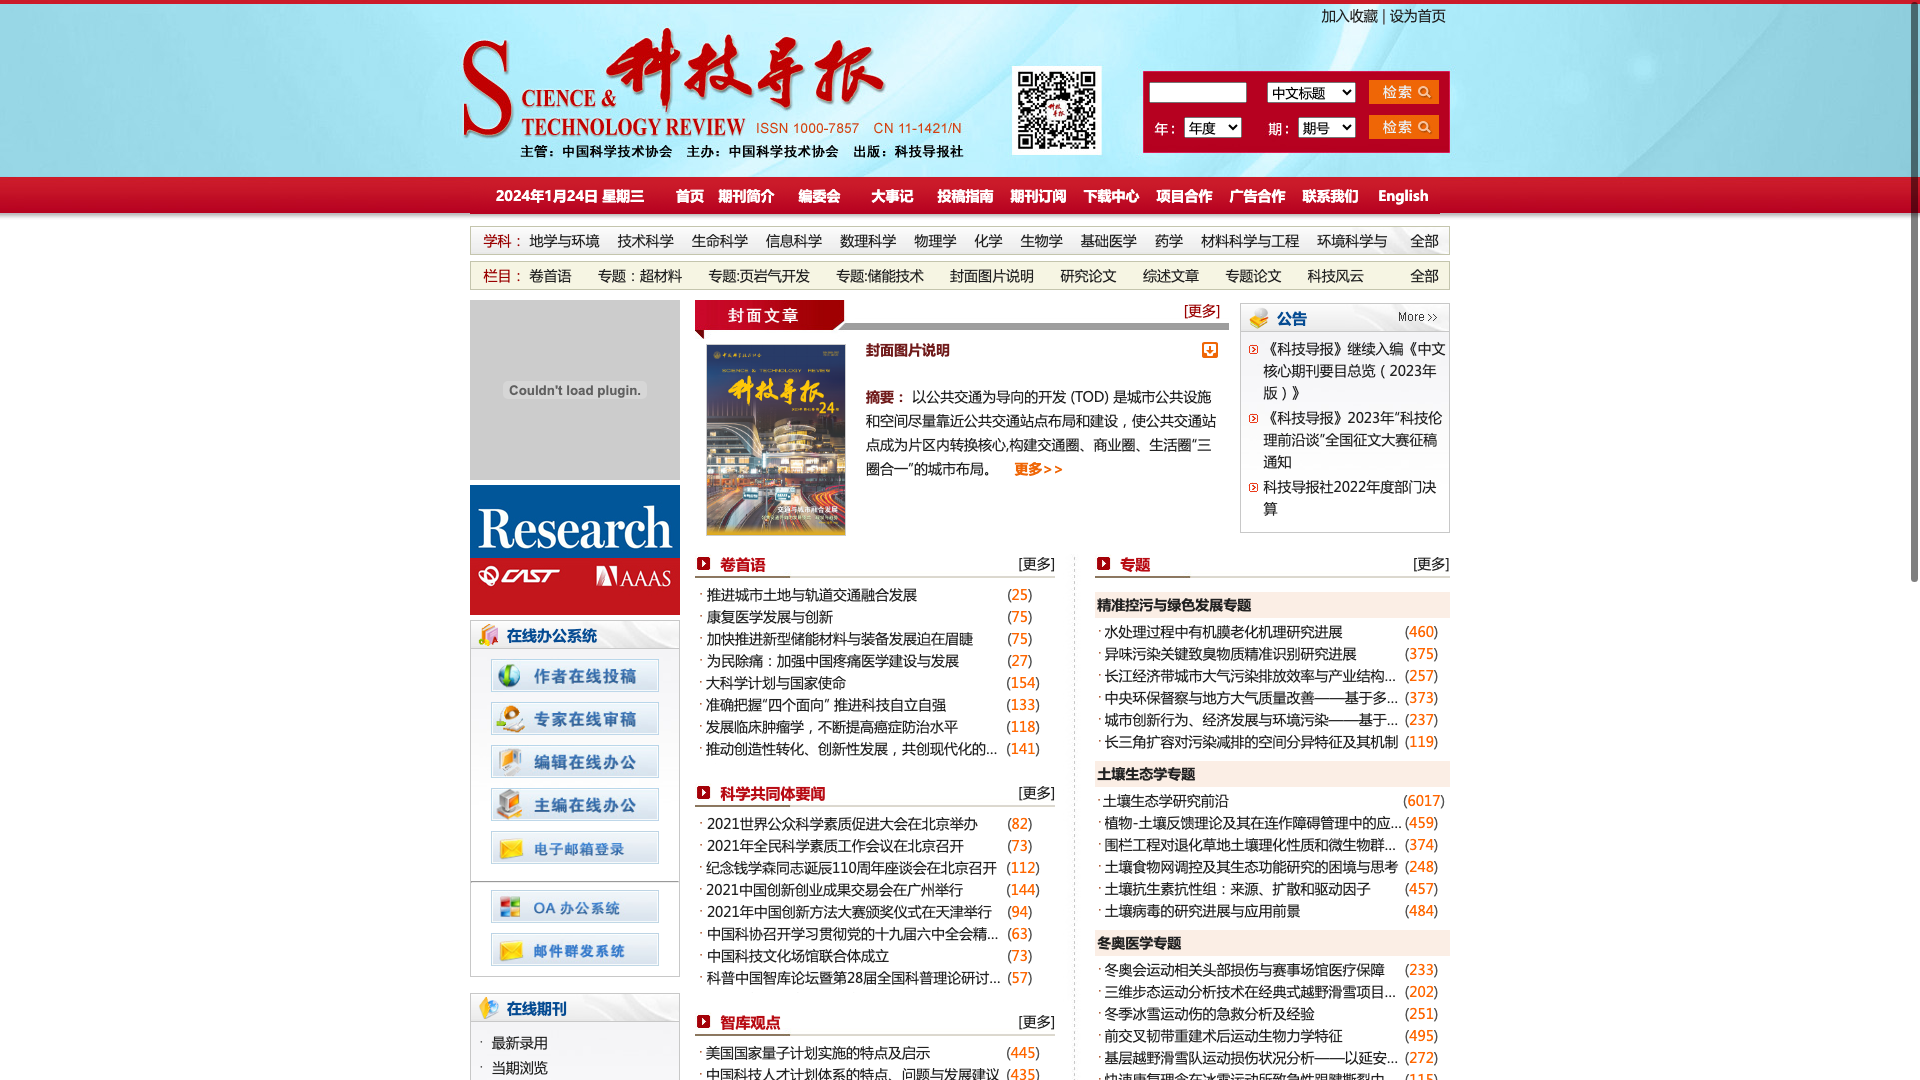 加入收藏 | 设为首页
科技导报
SCIENCE &
TECHNOLOGY REVIEW ISSN 1000-7857 CN 11-1421/N
主管：中国科学技术协会 主办：中国科学技术协会 出版：科技导报社
中文标题 检索
年： 年度 期： 期号 检索
2024年1月24日 星期三 首页 期刊简介 编委会 大事记 投稿指南 期刊订阅 下载中心 项目合作 广告合作 联系我们 English
学科： 地学与环境 技术科学 生命科学 信息科学 数理科学 物理学 化学 生物学 基础医学 药学 材料科学与工程 环境科学与 全部
栏目： 卷首语 专题：超材料 专题:页岩气开发 专题:储能技术 封面图片说明 研究论文 综述文章 专题论文 科技风云 全部
Couldn't load plugin.
Research
CAST AAAS
在线办公系统
作者在线投稿
专家在线审稿
编辑在线办公
主编在线办公
电子邮箱登录
OA 办公系统
邮件群发系统
在线期刊
· 最新录用
· 当期浏览
封面文章 [更多]
科技导报
SCIENCE & TECHNOLOGY REVIEW
24
交通与城市融合发展
封面图片说明
摘要： 以公共交通为导向的开发 (TOD) 是城市公共设施
和空间尽量靠近公共交通站点布局和建设，使公共交通站
点成为片区内转换核心,构建交通圈、商业圈、生活圈“三
圈合一”的城市布局。 更多>>
公告 More >>
《科技导报》继续入编《中文
核心期刊要目总览（2023年
版）》
《科技导报》2023年“科技伦
理前沿谈”全国征文大赛征稿
通知
科技导报社2022年度部门决
算
卷首语 [更多]
· 推进城市土地与轨道交通融合发展 (25)
· 康复医学发展与创新 (75)
· 加快推进新型储能材料与装备发展迫在眉睫 (75)
· 为民除痛：加强中国疼痛医学建设与发展 (27)
· 大科学计划与国家使命 (154)
· 准确把握“四个面向” 推进科技自立自强 (133)
· 发展临床肿瘤学，不断提高癌症防治水平 (118)
· 推动创造性转化、创新性发展，共创现代化的... (141)
科学共同体要闻 [更多]
· 2021世界公众科学素质促进大会在北京举办 (82)
· 2021年全民科学素质工作会议在北京召开 (73)
· 纪念钱学森同志诞辰110周年座谈会在北京召开 (112)
· 2021中国创新创业成果交易会在广州举行 (144)
· 2021年中国创新方法大赛颁奖仪式在天津举行 (94)
· 中国科协召开学习贯彻党的十九届六中全会精... (63)
· 中国科技文化场馆联合体成立 (73)
· 科普中国智库论坛暨第28届全国科普理论研讨... (57)
智库观点 [更多]
· 美国国家量子计划实施的特点及启示 (445)
· 中国科技人才计划体系的特点、问题与发展建议 (435)
专题 [更多]
精准控污与绿色发展专题
· 水处理过程中有机膜老化机理研究进展 (460)
· 异味污染关键致臭物质精准识别研究进展 (375)
· 长江经济带城市大气污染排放效率与产业结构... (257)
· 中央环保督察与地方大气质量改善——基于多... (373)
· 城市创新行为、经济发展与环境污染——基于... (237)
· 长三角扩容对污染减排的空间分异特征及其机制 (119)
土壤生态学专题
· 土壤生态学研究前沿 (6017)
· 植物-土壤反馈理论及其在连作障碍管理中的应... (459)
· 围栏工程对退化草地土壤理化性质和微生物群... (374)
· 土壤食物网调控及其生态功能研究的困境与思考 (248)
· 土壤抗生素抗性组：来源、扩散和驱动因子 (457)
· 土壤病毒的研究进展与应用前景 (484)
冬奥医学专题
· 冬奥会运动相关头部损伤与赛事场馆医疗保障 (233)
· 三维步态运动分析技术在经典式越野滑雪项目... (202)
· 冬季冰雪运动伤的急救分析及经验 (251)
· 前交叉韧带重建术后运动生物力学特征 (495)
· 基层越野滑雪队运动损伤状况分析——以延安... (272)
· 快速康复理念在冰雪运动所致急性跟腱断裂中... (115)